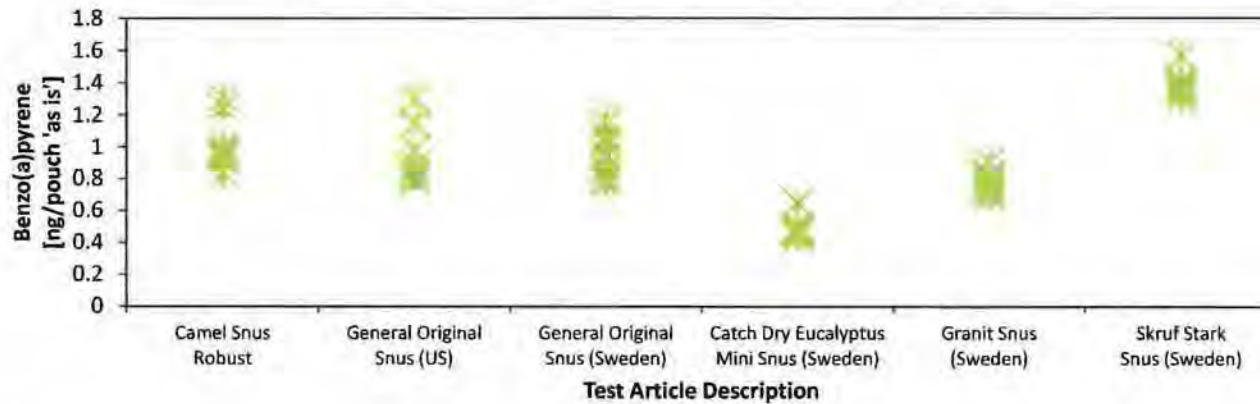 Benzo(a)pyrene
[ng/pouch 'as is']
1.8
1.6
1.4
1.2
1
0.8
0.6
0.4
0.2
0
Camel Snus
Robust
General Original
Snus (US)
General Original
Snus (Sweden)
Catch Dry Eucalyptus
Mini Snus (Sweden)
Granit Snus
(Sweden)
Skruf Stark
Snus (Sweden)
Test Article Description